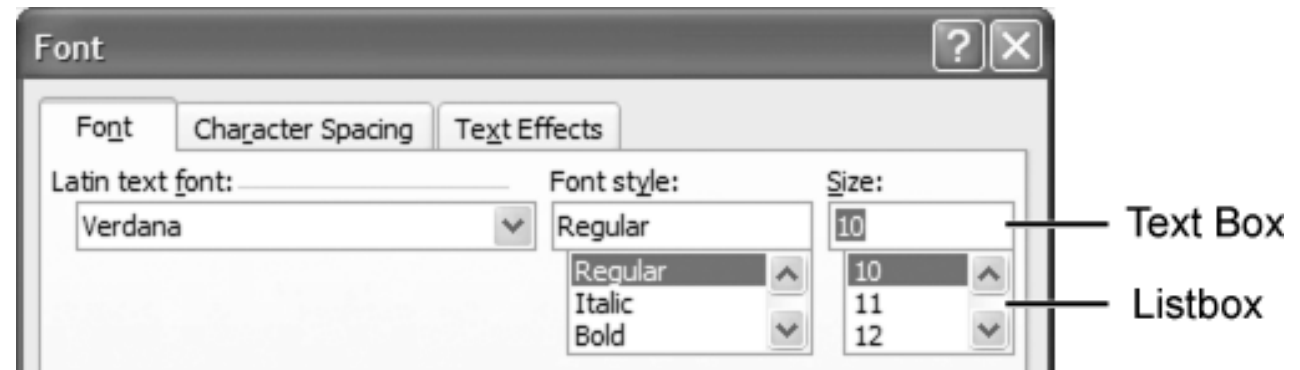 Font
Font Character Spacing Text Effects
Latin text font: Font style: Size:
Verdana Regular 10 Text Box
Regular 10
Italic 11 Listbox
Bold 12